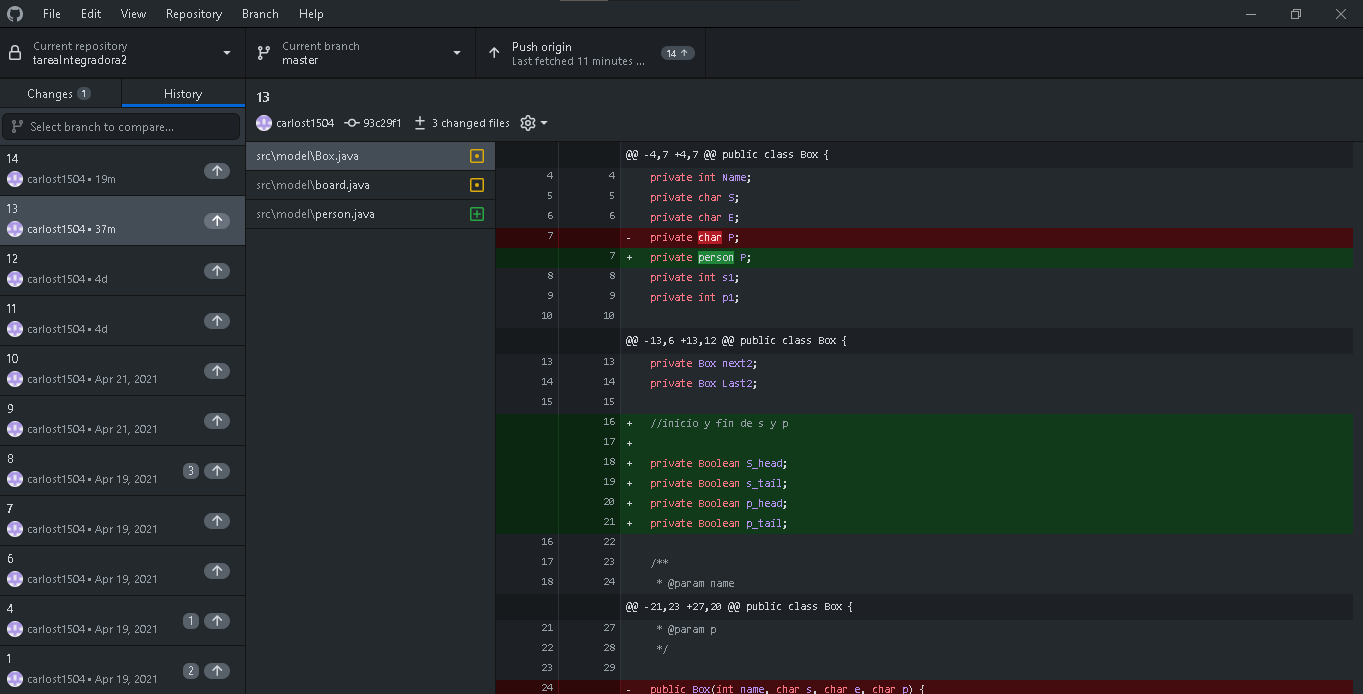 File Edit View Repository Branch Help
Current repository
tareaIntegradora2
Current branch
master
Push origin
Last fetched 11 minutes ...
14
Changes 1
History
Select branch to compare...
14
carlost1504 • 19m
13
carlost1504 • 37m
12
carlost1504 • 4d
11
carlost1504 • 4d
10
carlost1504 • Apr 21, 2021
9
carlost1504 • Apr 21, 2021
8
carlost1504 • Apr 19, 2021
3
7
carlost1504 • Apr 19, 2021
6
carlost1504 • Apr 19, 2021
4
carlost1504 • Apr 19, 2021
1
1
carlost1504 • Apr 19, 2021
2
13
carlost1504 93c29f1 3 changed files
src\model\Box.java
src\model\board.java
src\model\person.java
@@ -4,7 +4,7 @@ public class Box {
4 4 private int Name;
5 5 private char S;
6 6 private char E;
7 - private char P;
7 + private person P;
8 8 private int s1;
9 9 private int p1;
10 10
@@ -13,6 +13,12 @@ public class Box {
13 13 private Box next2;
14 14 private Box Last2;
15 15
16 + //inicio y fin de s y p
17 +
18 + private Boolean S_head;
19 + private Boolean s_tail;
20 + private Boolean p_head;
21 + private Boolean p_tail;
16 22
17 23 /**
18 24 * @param name
@@ -21,23 +27,20 @@ public class Box {
21 27 * @param p
22 28 */
23 29
24 - public Box(int name, char s, char e, char p) {